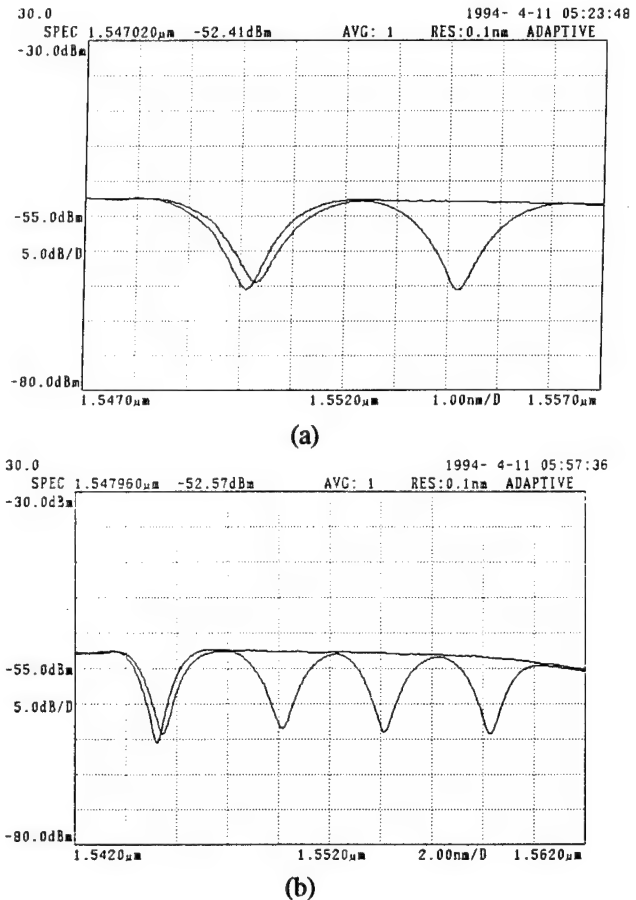 30.0 1994- 4-11 05:23:48
SPEC 1.547020µm -52.41dBm AVG: 1 RES:0.1nm ADAPTIVE
-30.0dBm
-55.0dBm
5.0dB/D
-80.0dBm
1.5470µm 1.5520µm 1.00nm/D 1.5570µm
(a)
30.0 1994- 4-11 05:57:36
SPEC 1.547960µm -52.57dBm AVG: 1 RES:0.1nm ADAPTIVE
-30.0dBm
-55.0dBm
5.0dB/D
-80.0dBm
1.5420µm 1.5520µm 2.00nm/D 1.5620µm
(b)